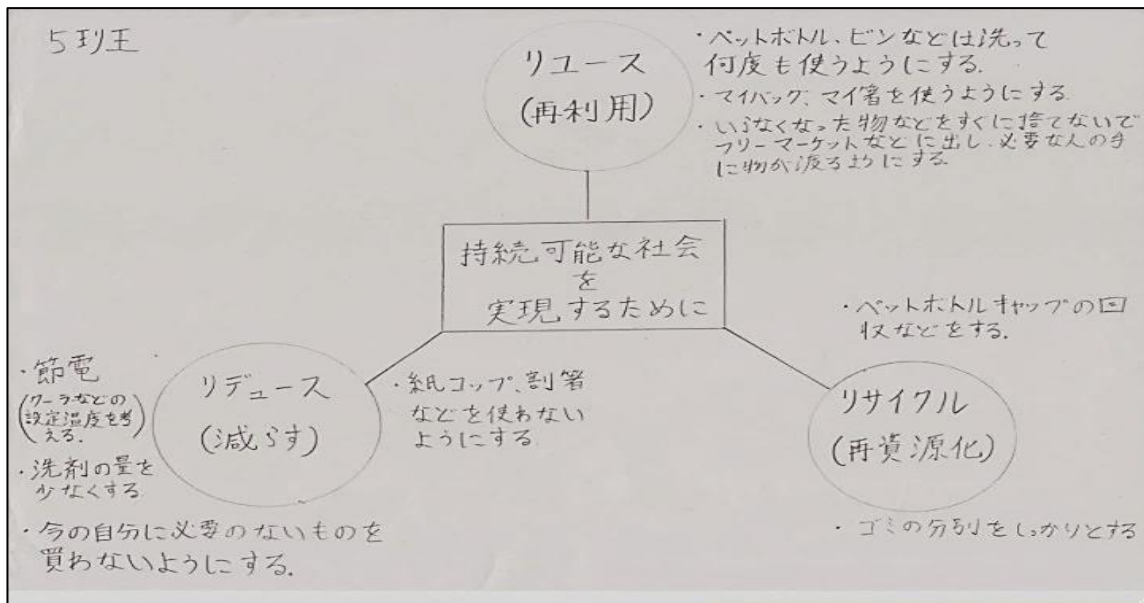 5班
リユース
(再利用)
・ペットボトル、ビンなどは洗って
何度も使うようにする.
・マイバッグ、マイ箸を使うようにする
・いらなくなった物などをすぐに捨てないで
フリーマーケットなどに出し、必要な人の手
に物が渡るようにする.
持続可能な社会
を
実現するために
・節電
(クーラなどの
設定温度を考
える.)
・洗剤の量を
少なくする
・今の自分に必要のないものを
買わないようにする.
リデュース
(減らす)
・紙コップ、割箸
などを使わない
ようにする
・ペットボトルキャップの回
収などをする.
リサイクル
(再資源化)
・ゴミの分別をしっかりとする